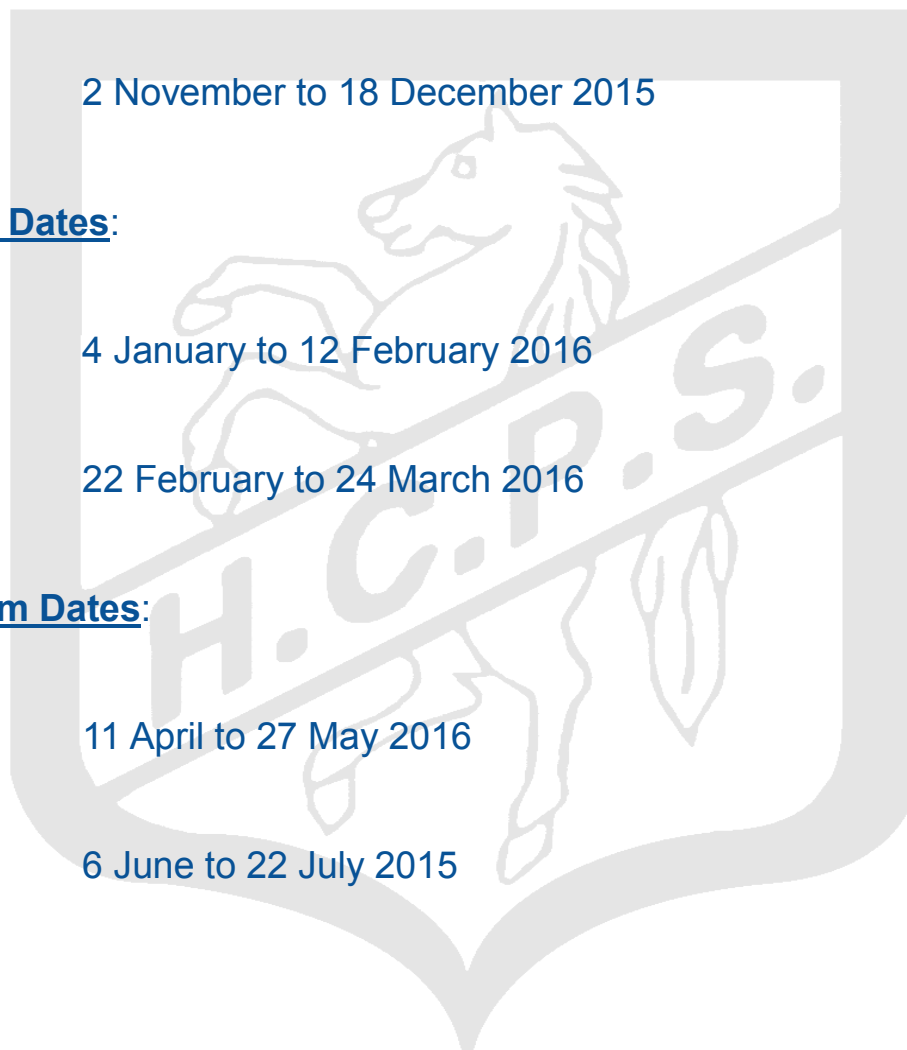 2 November to 18 December 2015
Dates:
4 January to 12 February 2016
22 February to 24 March 2016
H.C.P.S.
m Dates:
11 April to 27 May 2016
6 June to 22 July 2015